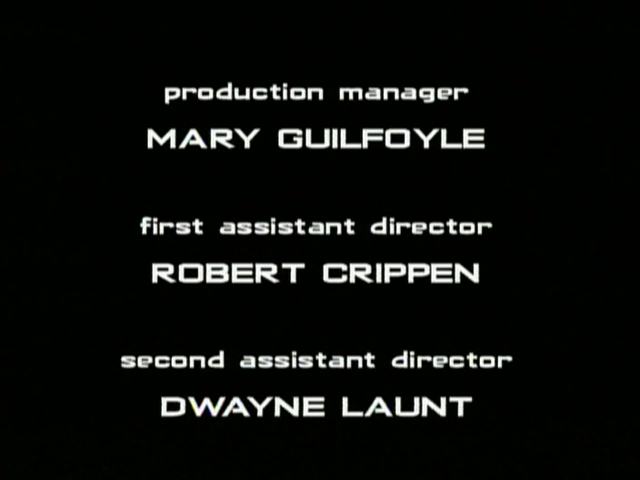 production manager
MARY GUILFOYLE
first assistant director
ROBERT CRIPPEN
second assistant director
DWAYNE LAUNT